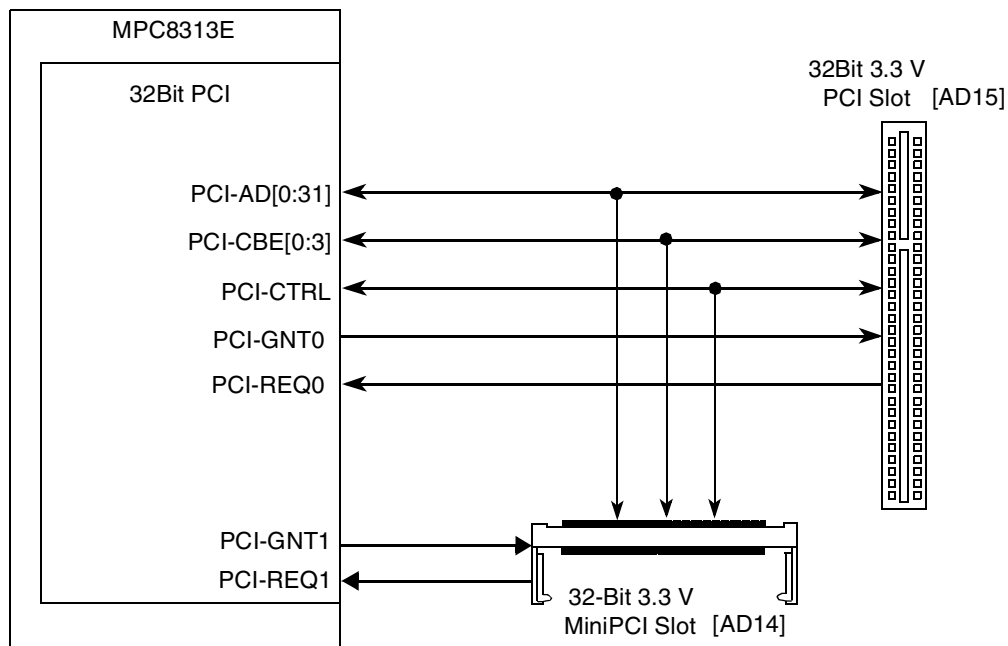 MPC8313E
32Bit PCI
32Bit 3.3 V
PCI Slot [AD15]
PCI-AD[0:31]
PCI-CBE[0:3]
PCI-CTRL
PCI-GNT0
PCI-REQ0
PCI-GNT1
PCI-REQ1
32-Bit 3.3 V
MiniPCI Slot [AD14]